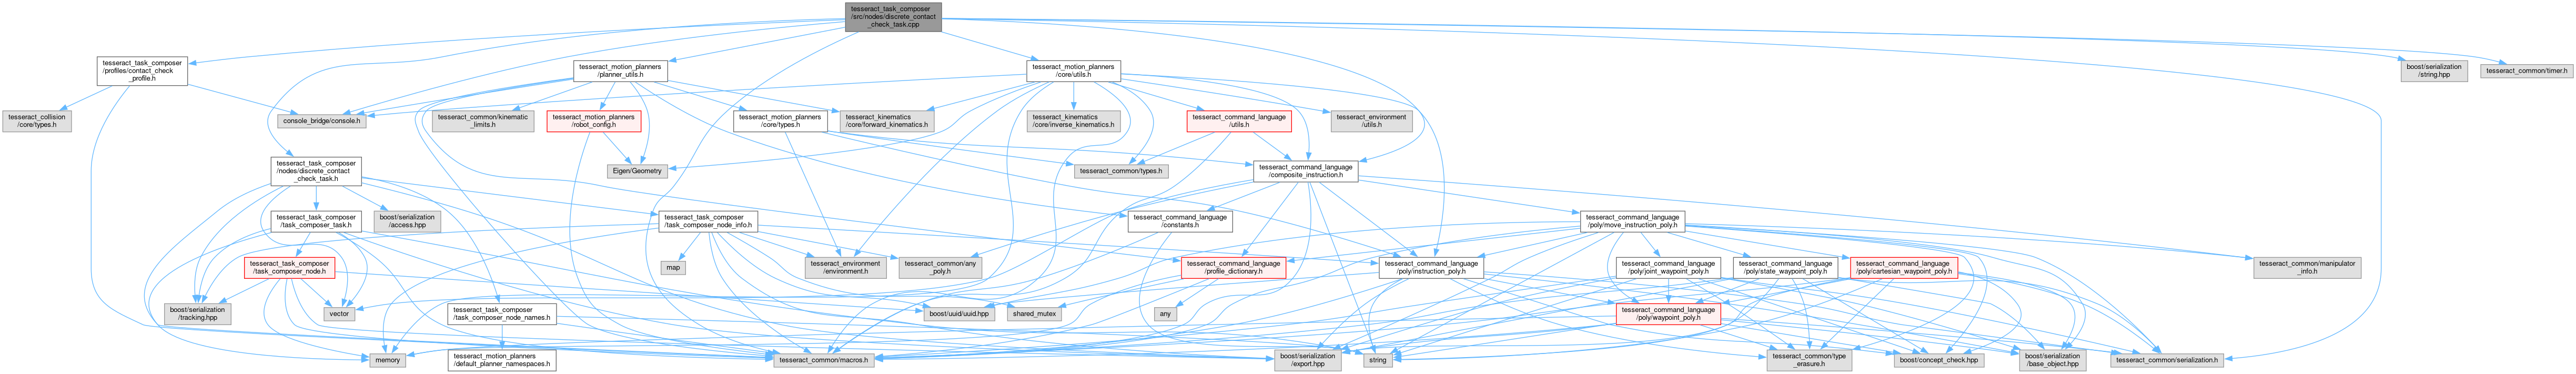 tesseract_task_composer
/src/nodes/discrete_contact
_check_task.cpp
tesseract_task_composer
/profiles/contact_check
_profile.h
tesseract_motion_planners
/planner_utils.h
tesseract_motion_planners
/core/utils.h
boost/serialization
/string.hpp
tesseract_common/timer.h
tesseract_collision
/core/types.h
console_bridge/console.h
tesseract_common/kinematic
_limits.h
tesseract_motion_planners
/robot_config.h
tesseract_motion_planners
/core/types.h
tesseract_kinematics
/core/forward_kinematics.h
tesseract_kinematics
/core/inverse_kinematics.h
tesseract_command_language
/utils.h
tesseract_environment
/utils.h
tesseract_task_composer
/nodes/discrete_contact
_check_task.h
Eigen/Geometry
tesseract_common/types.h
tesseract_command_language
/composite_instruction.h
tesseract_task_composer
/task_composer_task.h
boost/serialization
/access.hpp
tesseract_task_composer
/task_composer_node_info.h
tesseract_command_language
/constants.h
tesseract_command_language
/poly/move_instruction_poly.h
tesseract_task_composer
/task_composer_node.h
map
tesseract_environment
/environment.h
tesseract_common/any
_poly.h
tesseract_command_language
/profile_dictionary.h
tesseract_command_language
/poly/instruction_poly.h
tesseract_command_language
/poly/joint_waypoint_poly.h
tesseract_command_language
/poly/state_waypoint_poly.h
tesseract_command_language
/poly/cartesian_waypoint_poly.h
tesseract_common/manipulator
_info.h
boost/serialization
/tracking.hpp
vector
tesseract_task_composer
/task_composer_node_names.h
boost/uuid/uuid.hpp
shared_mutex
any
tesseract_command_language
/poly/waypoint_poly.h
memory
tesseract_motion_planners
/default_planner_namespaces.h
tesseract_common/macros.h
boost/serialization
/export.hpp
string
tesseract_common/type
_erasure.h
boost/concept_check.hpp
boost/serialization
/base_object.hpp
tesseract_common/serialization.h